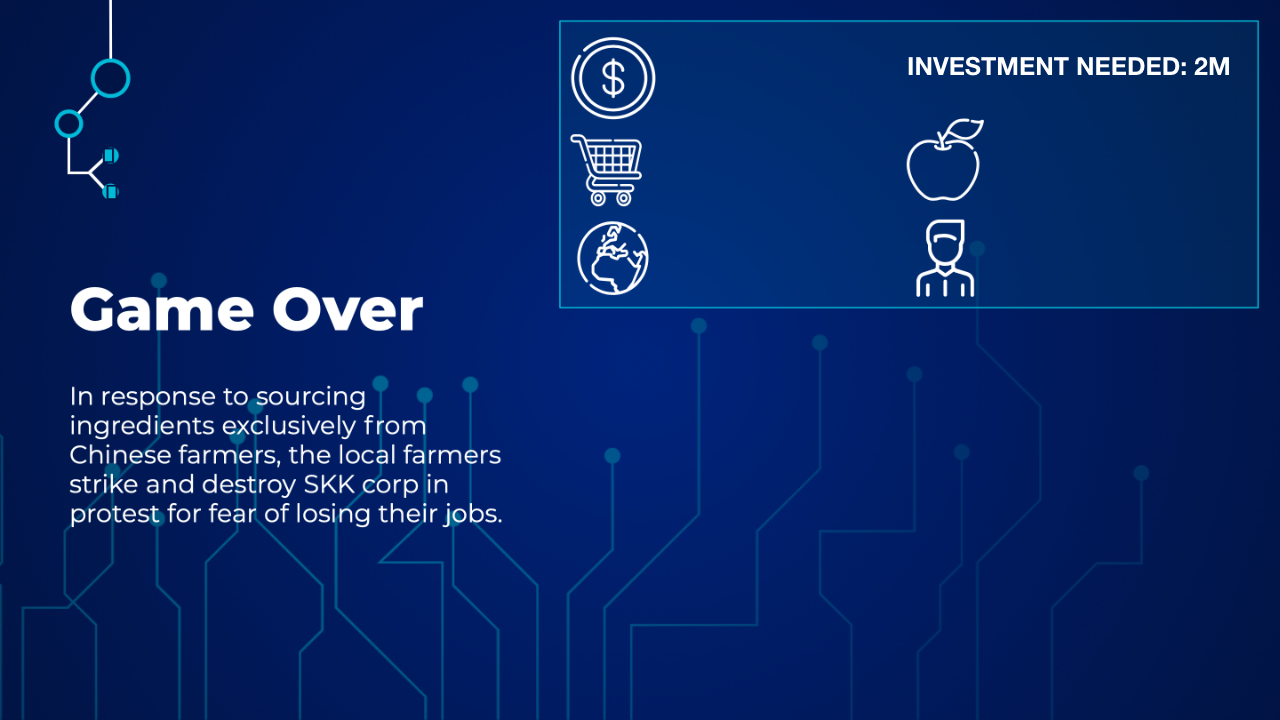 INVESTMENT NEEDED: 2M
Game Over
In response to sourcing
ingredients exclusively from
Chinese farmers, the local farmers
strike and destroy SKK corp in
protest for fear of losing their jobs.